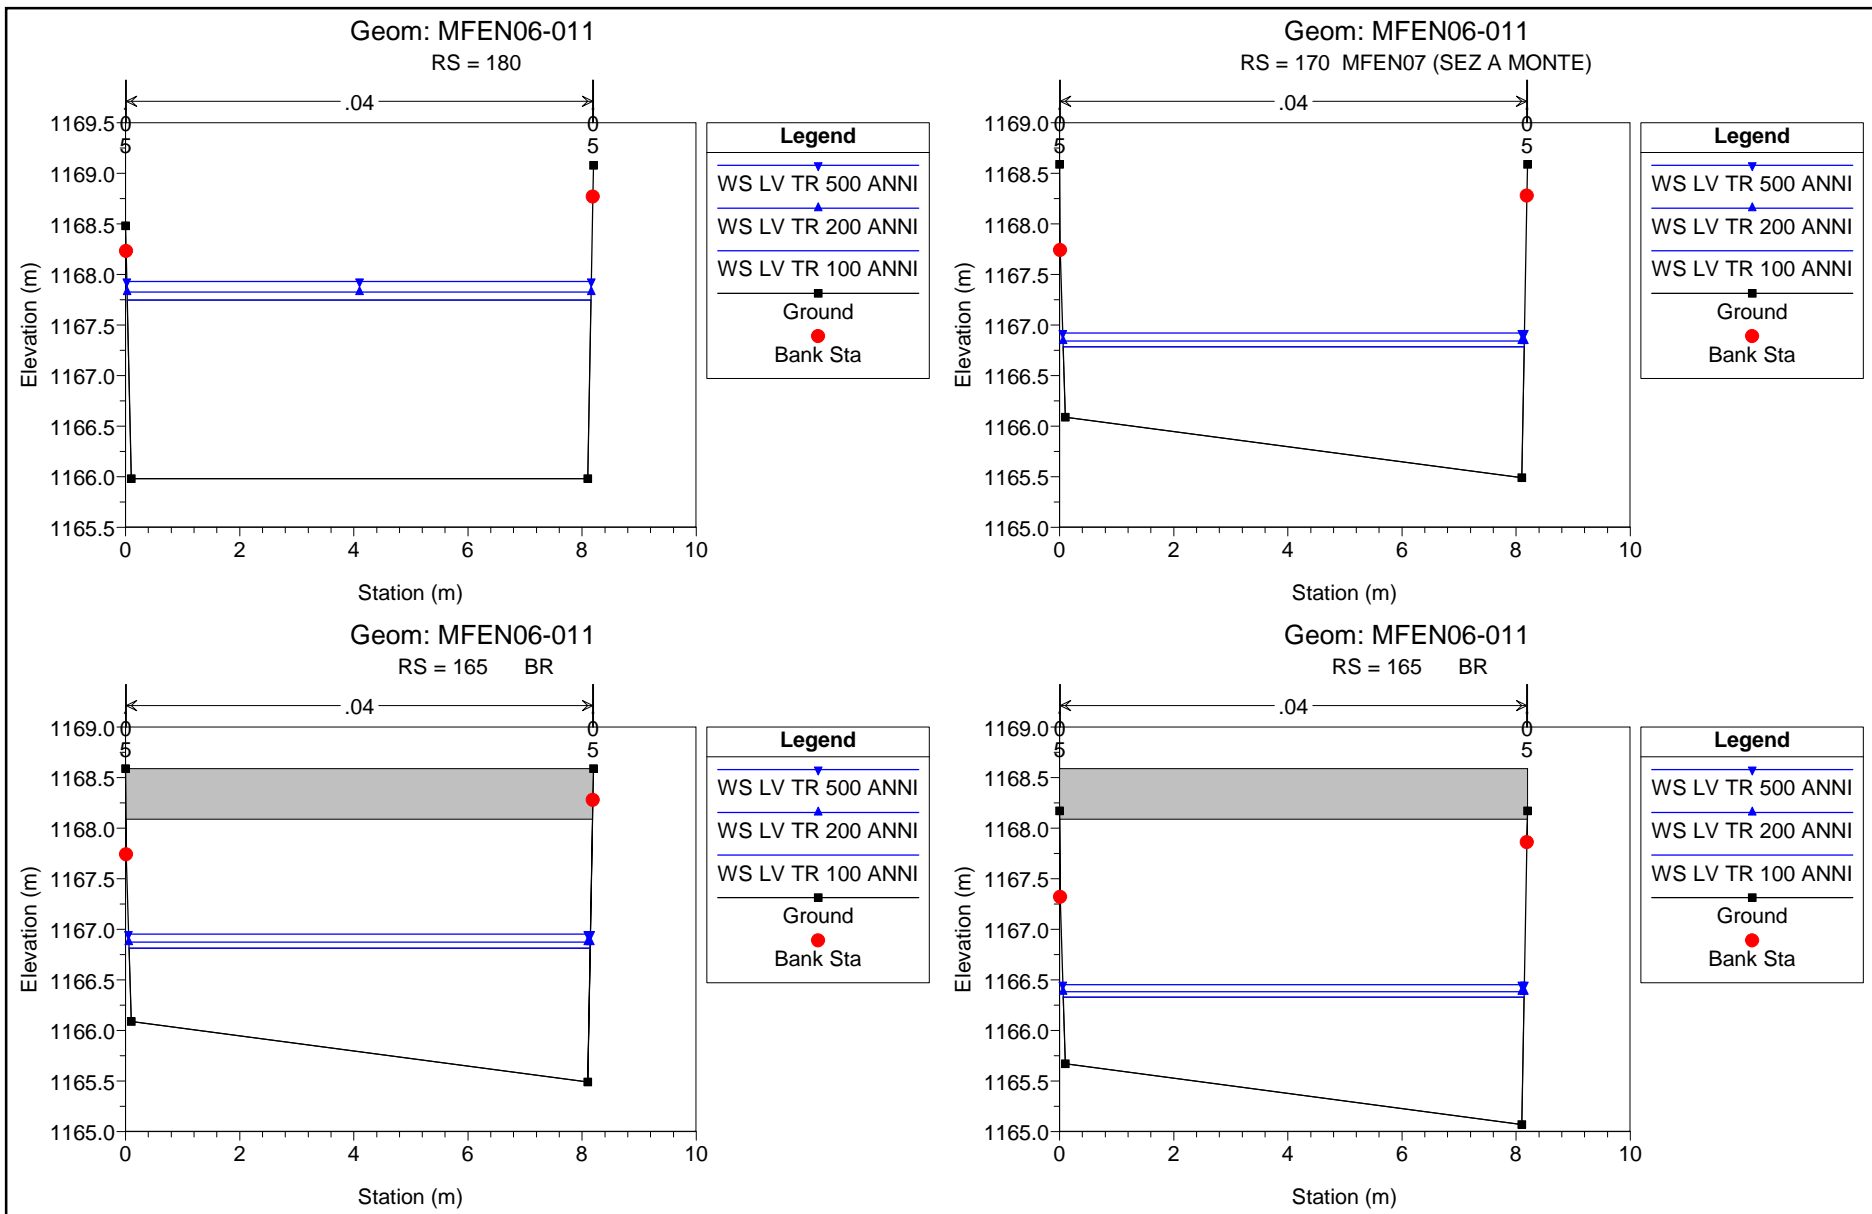 Geom: MFEN06-011
RS = 180
.04
0
5
0
5
1169.5
1169.0
1168.5
1168.0
1167.5
1167.0
1166.5
1166.0
1165.5
Elevation (m)
0 2 4 6 8 10
Station (m)
Legend
WS LV TR 500 ANNI
WS LV TR 200 ANNI
WS LV TR 100 ANNI
Ground
Bank Sta
Geom: MFEN06-011
RS = 170 MFEN07 (SEZ A MONTE)
.04
0
5
0
5
1169.0
1168.5
1168.0
1167.5
1167.0
1166.5
1166.0
1165.5
1165.0
Elevation (m)
0 2 4 6 8 10
Station (m)
Legend
WS LV TR 500 ANNI
WS LV TR 200 ANNI
WS LV TR 100 ANNI
Ground
Bank Sta
Geom: MFEN06-011
RS = 165 BR
.04
0
5
0
5
1169.0
1168.5
1168.0
1167.5
1167.0
1166.5
1166.0
1165.5
1165.0
Elevation (m)
0 2 4 6 8 10
Station (m)
Legend
WS LV TR 500 ANNI
WS LV TR 200 ANNI
WS LV TR 100 ANNI
Ground
Bank Sta
Geom: MFEN06-011
RS = 165 BR
.04
0
5
0
5
1169.0
1168.5
1168.0
1167.5
1167.0
1166.5
1166.0
1165.5
1165.0
Elevation (m)
0 2 4 6 8 10
Station (m)
Legend
WS LV TR 500 ANNI
WS LV TR 200 ANNI
WS LV TR 100 ANNI
Ground
Bank Sta